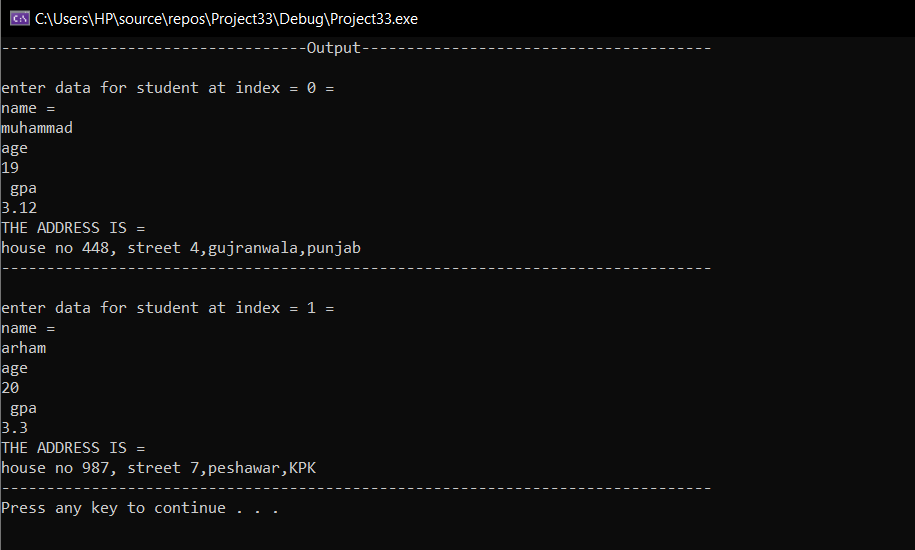 C:\Users\HP\source\repos\Project33\Debug\Project33.exe
----------------------------------Output---------------------------------------
enter data for student at index = 0 =
name =
muhammad
age
19
 gpa
3.12
THE ADDRESS IS =
house no 448, street 4,gujranwala,punjab
-------------------------------------------------------------------------------
enter data for student at index = 1 =
name =
arham
age
20
 gpa
3.3
THE ADDRESS IS =
house no 987, street 7,peshawar,KPK
-------------------------------------------------------------------------------
Press any key to continue . . .